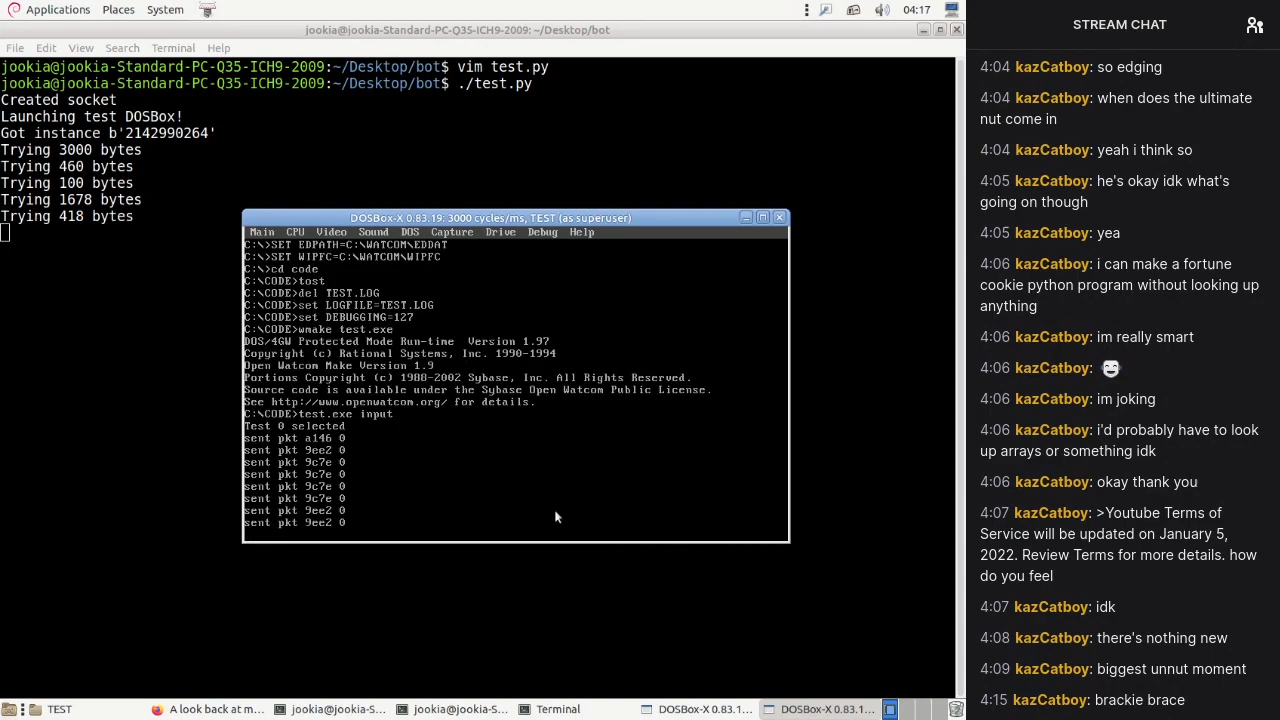 Applications Places System 04:17
jookia@jookia-Standard-PC-Q35-ICH9-2009: ~/Desktop/bot
File Edit View Search Terminal Help
jookia@jookia-Standard-PC-Q35-ICH9-2009:~/Desktop/bot$ vim test.py
jookia@jookia-Standard-PC-Q35-ICH9-2009:~/Desktop/bot$ ./test.py
Created socket
Launching test DOSBox!
Got instance b'2142990264'
Trying 3000 bytes
Trying 460 bytes
Trying 100 bytes
Trying 1678 bytes
Trying 418 bytes
DOSBox-X 0.83.19: 3000 cycles/ms, TEST (as superuser)
Main CPU Video Sound DOS Capture Drive Debug Help
C:\>SET EDPATH=C:\WATCOM\EDDAT
C:\>SET WIPFC=C:\WATCOM\WIPFC
C:\>cd code
C:\CODE>tost
C:\CODE>del TEST.LOG
C:\CODE>set LOGFILE=TEST.LOG
C:\CODE>set DEBUGGING=127
C:\CODE>wmake test.exe
DOS/4GW Protected Mode Run-time  Version 1.97
Copyright (c) Rational Systems, Inc. 1990-1994
Open Watcom Make Version 1.9
Portions Copyright (c) 1988-2002 Sybase, Inc. All Rights Reserved.
Source code is available under the Sybase Open Watcom Public License.
See http://www.openwatcom.org/ for details.
C:\CODE>test.exe input
Test 0 selected
sent pkt a146 0
sent pkt 9ee2 0
sent pkt 9c7e 0
sent pkt 9c7e 0
sent pkt 9c7e 0
sent pkt 9c7e 0
sent pkt 9ee2 0
sent pkt 9ee2 0
TEST
A look back at m...
jookia@jookia-S...
jookia@jookia-S...
Terminal
DOSBox-X 0.83.1...
DOSBox-X 0.83.1...
STREAM CHAT
4:04 kazCatboy: so edging
4:04 kazCatboy: when does the ultimate
nut come in
4:04 kazCatboy: yeah i think so
4:05 kazCatboy: he's okay idk what's
going on though
4:05 kazCatboy: yea
4:06 kazCatboy: i can make a fortune
cookie python program without looking up
anything
4:06 kazCatboy: im really smart
4:06 kazCatboy:
4:06 kazCatboy: im joking
4:06 kazCatboy: i'd probably have to look
up arrays or something idk
4:06 kazCatboy: okay thank you
4:07 kazCatboy: >Youtube Terms of
Service will be updated on January 5,
2022. Review Terms for more details. how
do you feel
4:07 kazCatboy: idk
4:08 kazCatboy: there's nothing new
4:09 kazCatboy: biggest unnut moment
4:15 kazCatboy: brackie brace